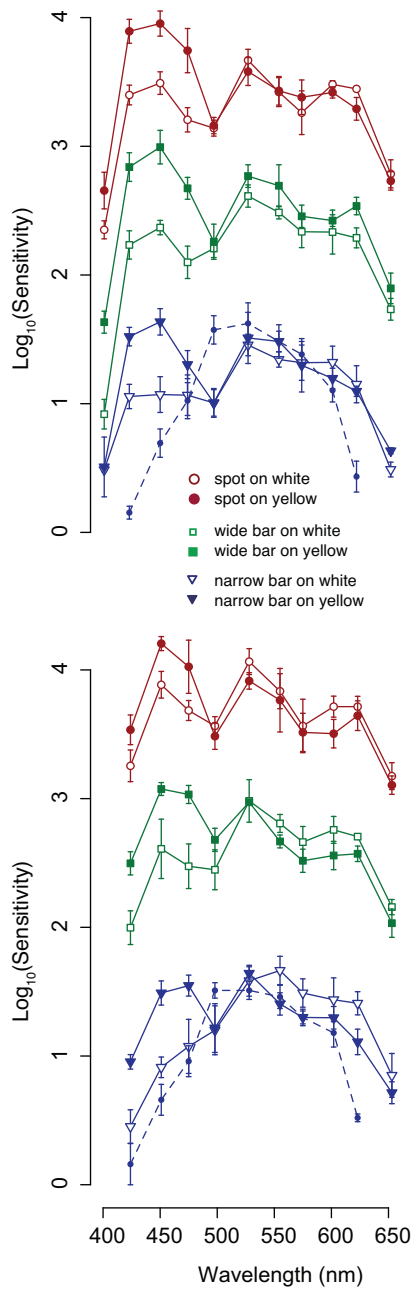 4
3
2
1
0
Log10(Sensitivity)
spot on white
spot on yellow
wide bar on white
wide bar on yellow
narrow bar on white
narrow bar on yellow
4
3
2
1
0
Log10(Sensitivity)
400 450 500 550 600 650
Wavelength (nm)